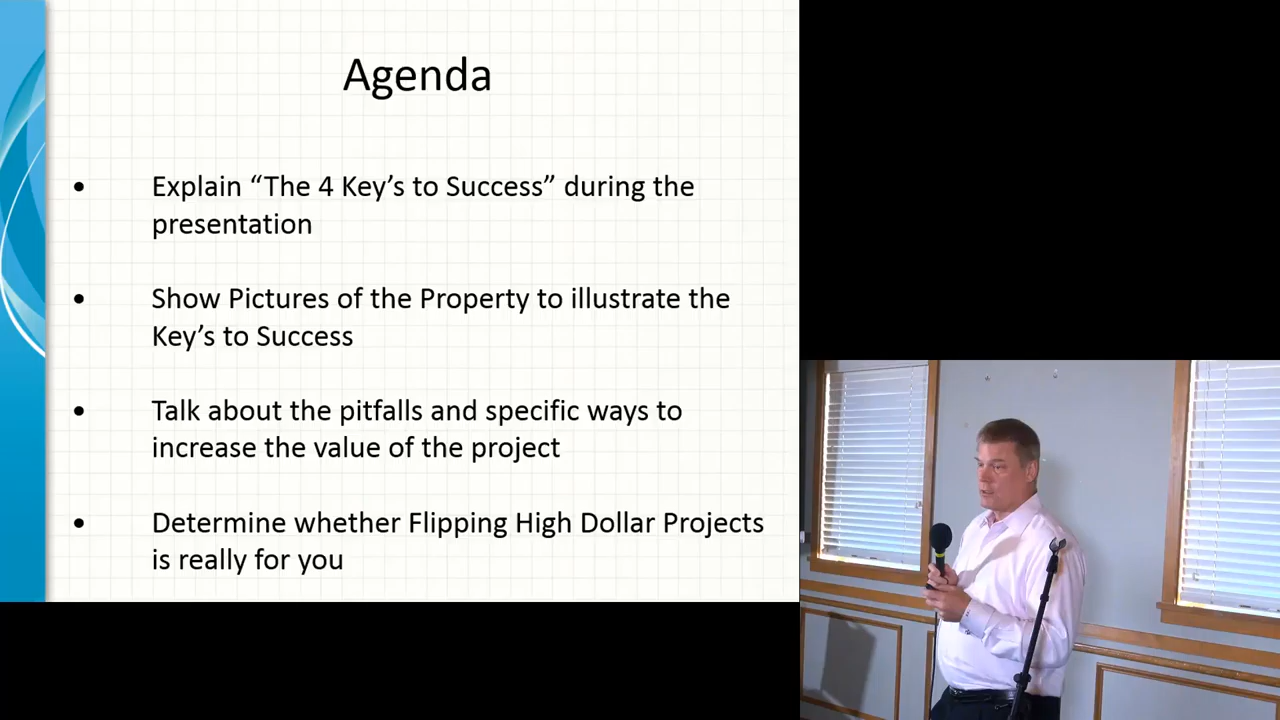 Agenda
• Explain “The 4 Key’s to Success” during the
presentation
• Show Pictures of the Property to illustrate the
Key’s to Success
• Talk about the pitfalls and specific ways to
increase the value of the project
• Determine whether Flipping High Dollar Projects
is really for you